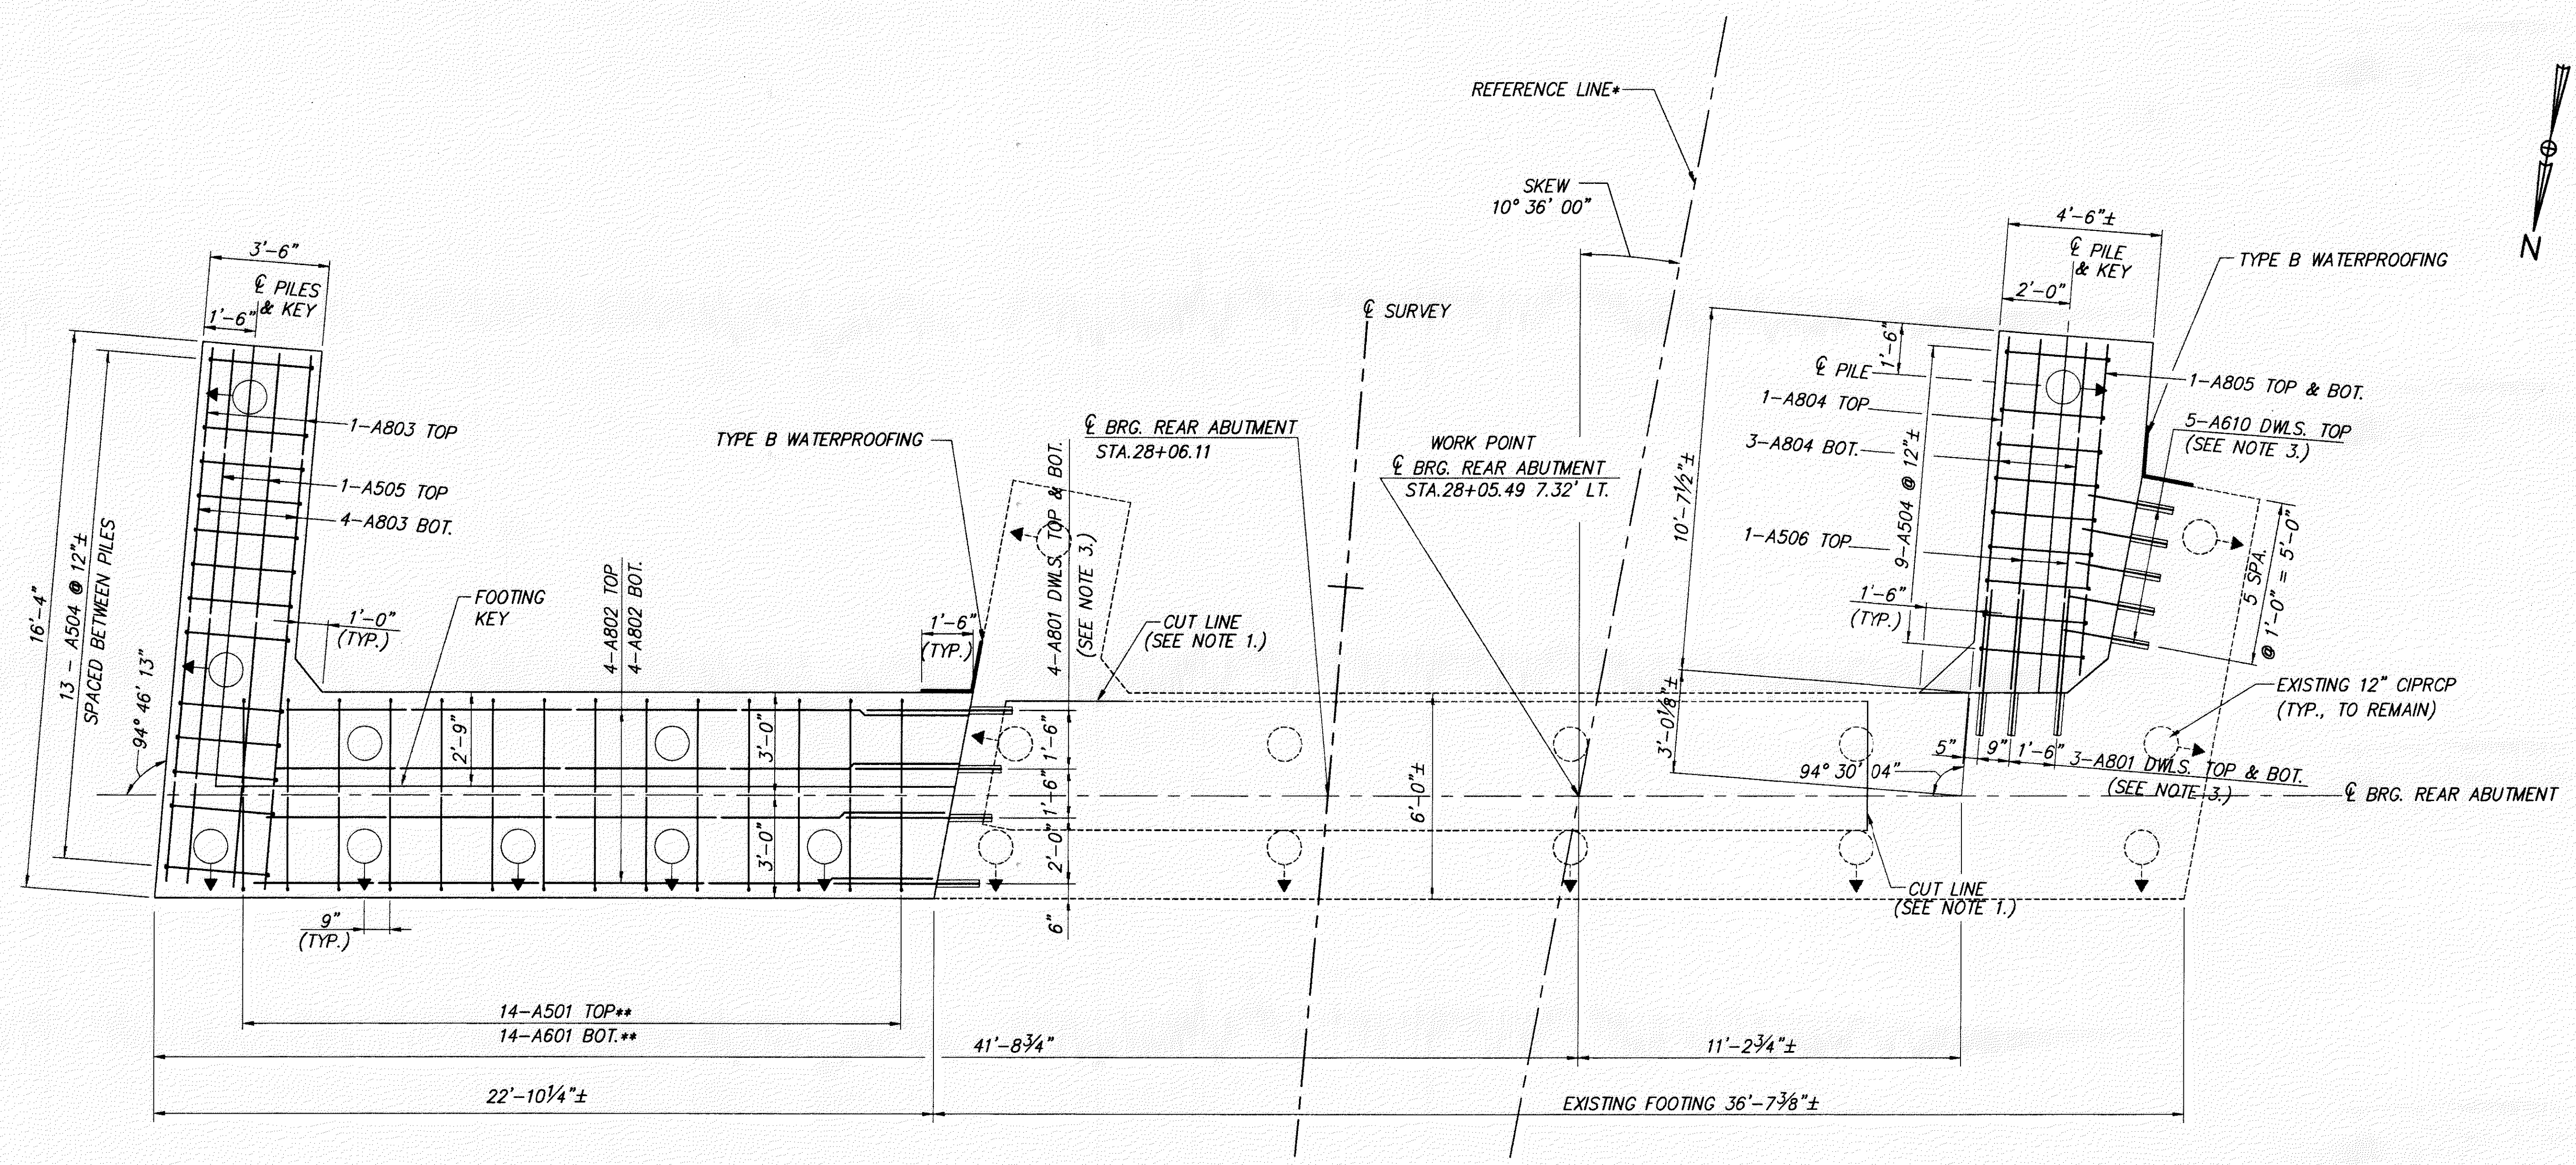 REFERENCE LINE*
SKEW
10° 36' 00"
N
3'-6"
℄ PILES
& KEY
1'-6"
4'-6"±
℄ PILE
& KEY
2'-0"
TYPE B WATERPROOFING
℄ SURVEY
1'-6"
℄ PILE
1-A804 TOP
3-A804 BOT.
1-A506 TOP
9-A504 @ 12"±
1'-6"
(TYP.)
10'-7½"±
3'-0⅛"±
1-A805 TOP & BOT.
5-A610 DWLS. TOP
(SEE NOTE 3.)
5 SPA.
@ 1'-0" = 5'-0"
1-A803 TOP
1-A505 TOP
4-A803 BOT.
16'-4"
13 - A504 @ 12"±
SPACED BETWEEN PILES
94° 46' 13"
1'-0"
(TYP.)
FOOTING
KEY
4-A802 TOP
4-A802 BOT.
TYPE B WATERPROOFING
1'-6"
(TYP.)
4-A801 DWLS. TOP & BOT.
(SEE NOTE 3.)
℄ BRG. REAR ABUTMENT
STA.28+06.11
WORK POINT
℄ BRG. REAR ABUTMENT
STA.28+05.49 7.32' LT.
CUT LINE
(SEE NOTE 1.)
2'-9"
3'-0"
3'-0"
1'-6"
1'-6"
2'-0"
6"
6'-0"±
EXISTING 12" CIPRCP
(TYP., TO REMAIN)
5"
9"
1'-6"
3-A801 DWLS. TOP & BOT.
(SEE NOTE 3.)
94° 30' 04"
℄ BRG. REAR ABUTMENT
CUT LINE
(SEE NOTE 1.)
9"
(TYP.)
14-A501 TOP**
14-A601 BOT.**
41'-8¾"
11'-2¾"±
22'-10¼"±
EXISTING FOOTING 36'-7⅜"±